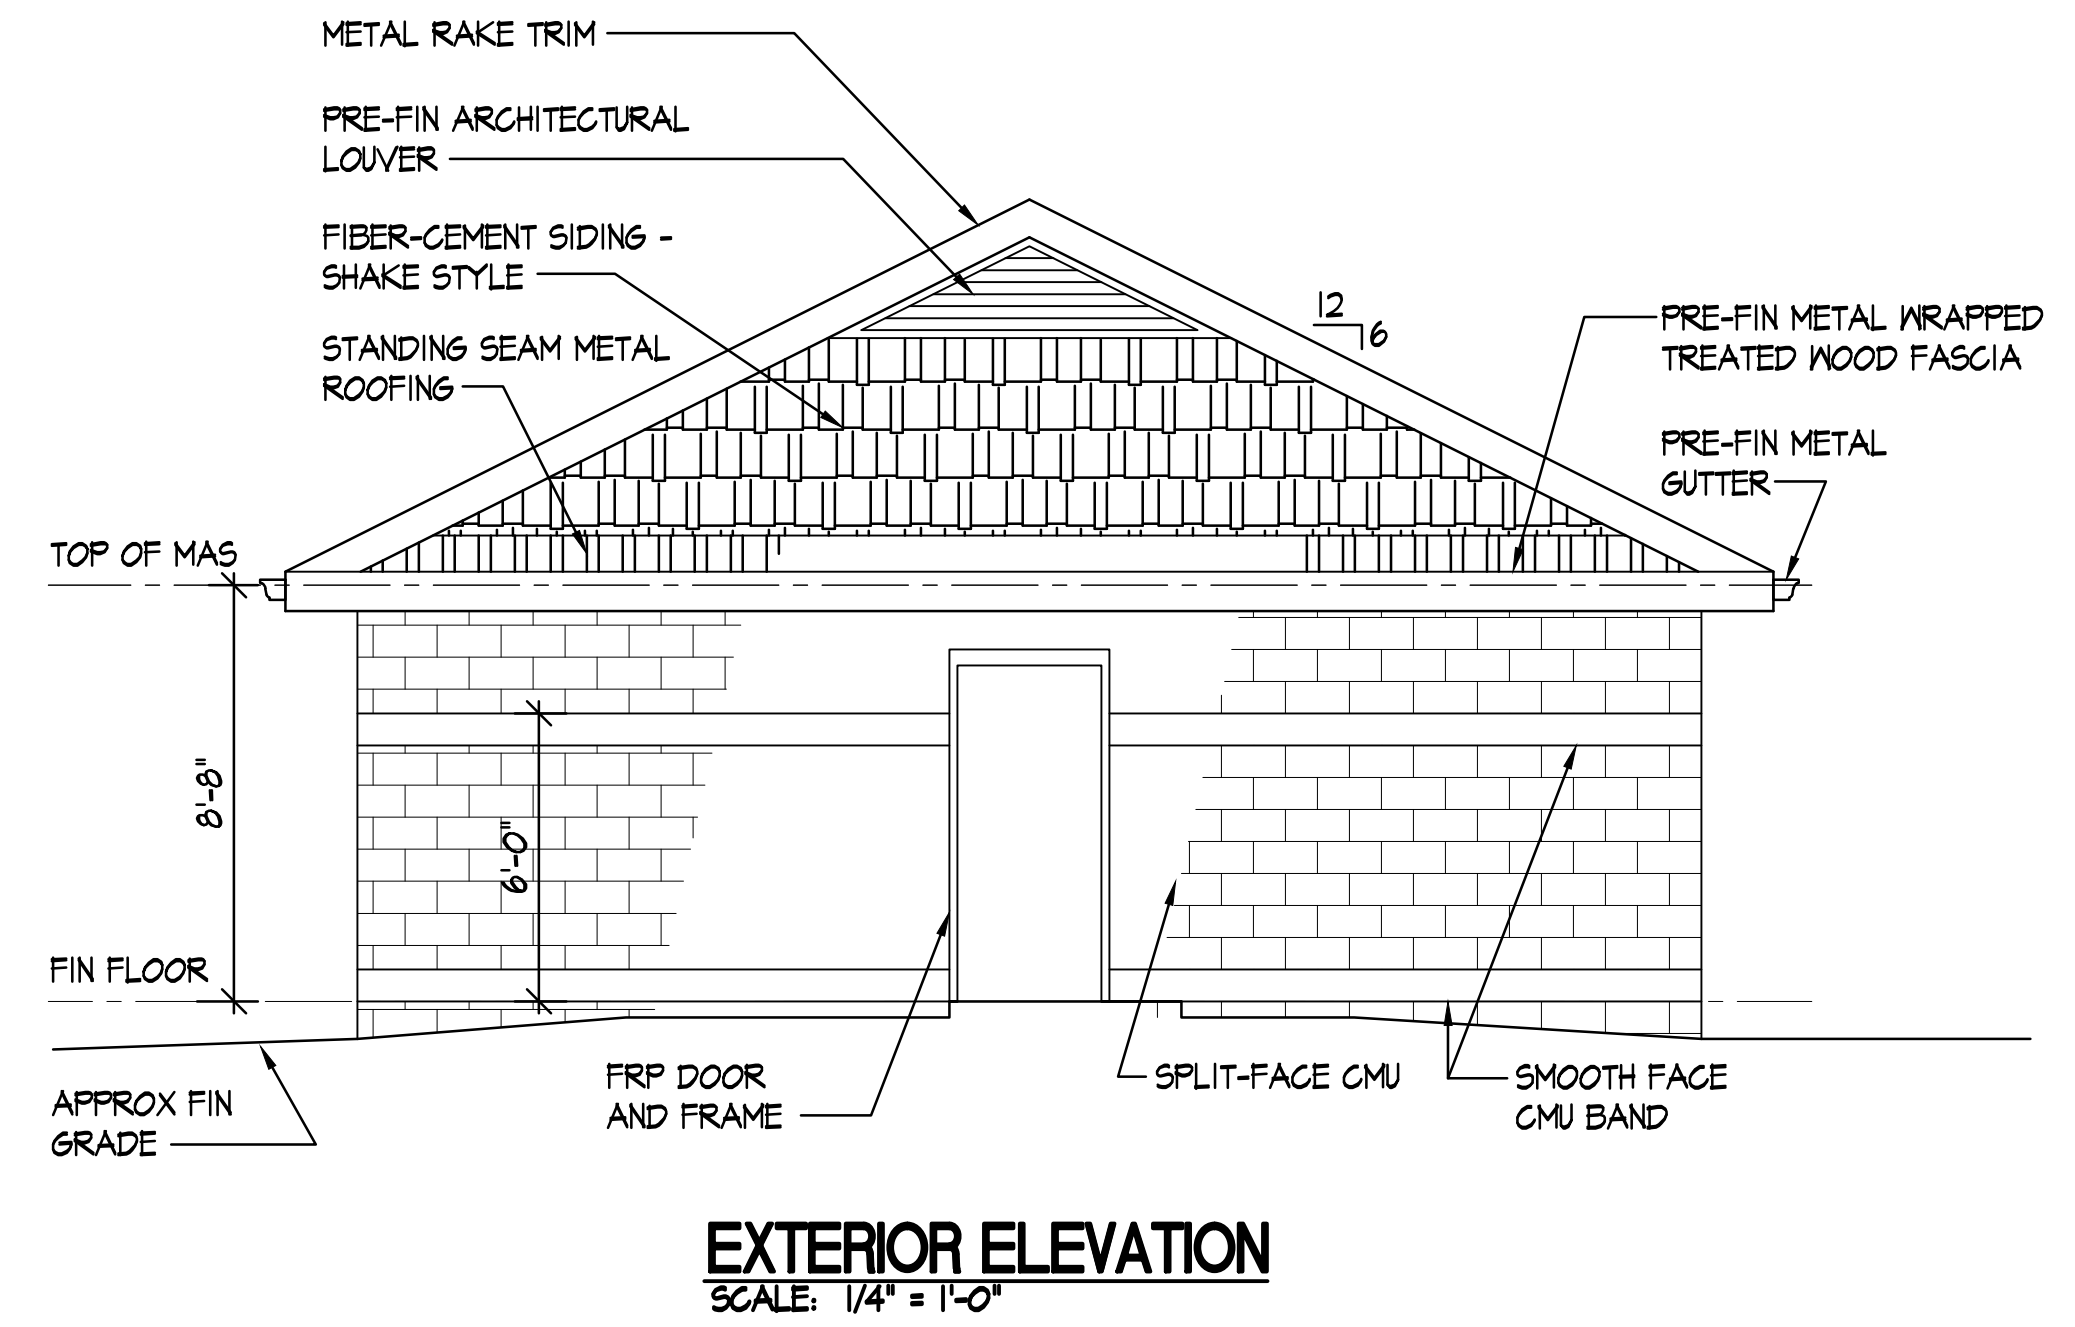 METAL RAKE TRIM
PRE-FIN ARCHITECTURAL
LOUVER
FIBER-CEMENT SIDING -
SHAKE STYLE
STANDING SEAM METAL
ROOFING
12
6
PRE-FIN METAL WRAPPED
TREATED WOOD FASCIA
PRE-FIN METAL
GUTTER
TOP OF MAS
8'-8"
6'-0"
FIN FLOOR
APPROX FIN
GRADE
FRP DOOR
AND FRAME
SPLIT-FACE CMU
SMOOTH FACE
CMU BAND
EXTERIOR ELEVATION
SCALE: 1/4" = 1'-0"